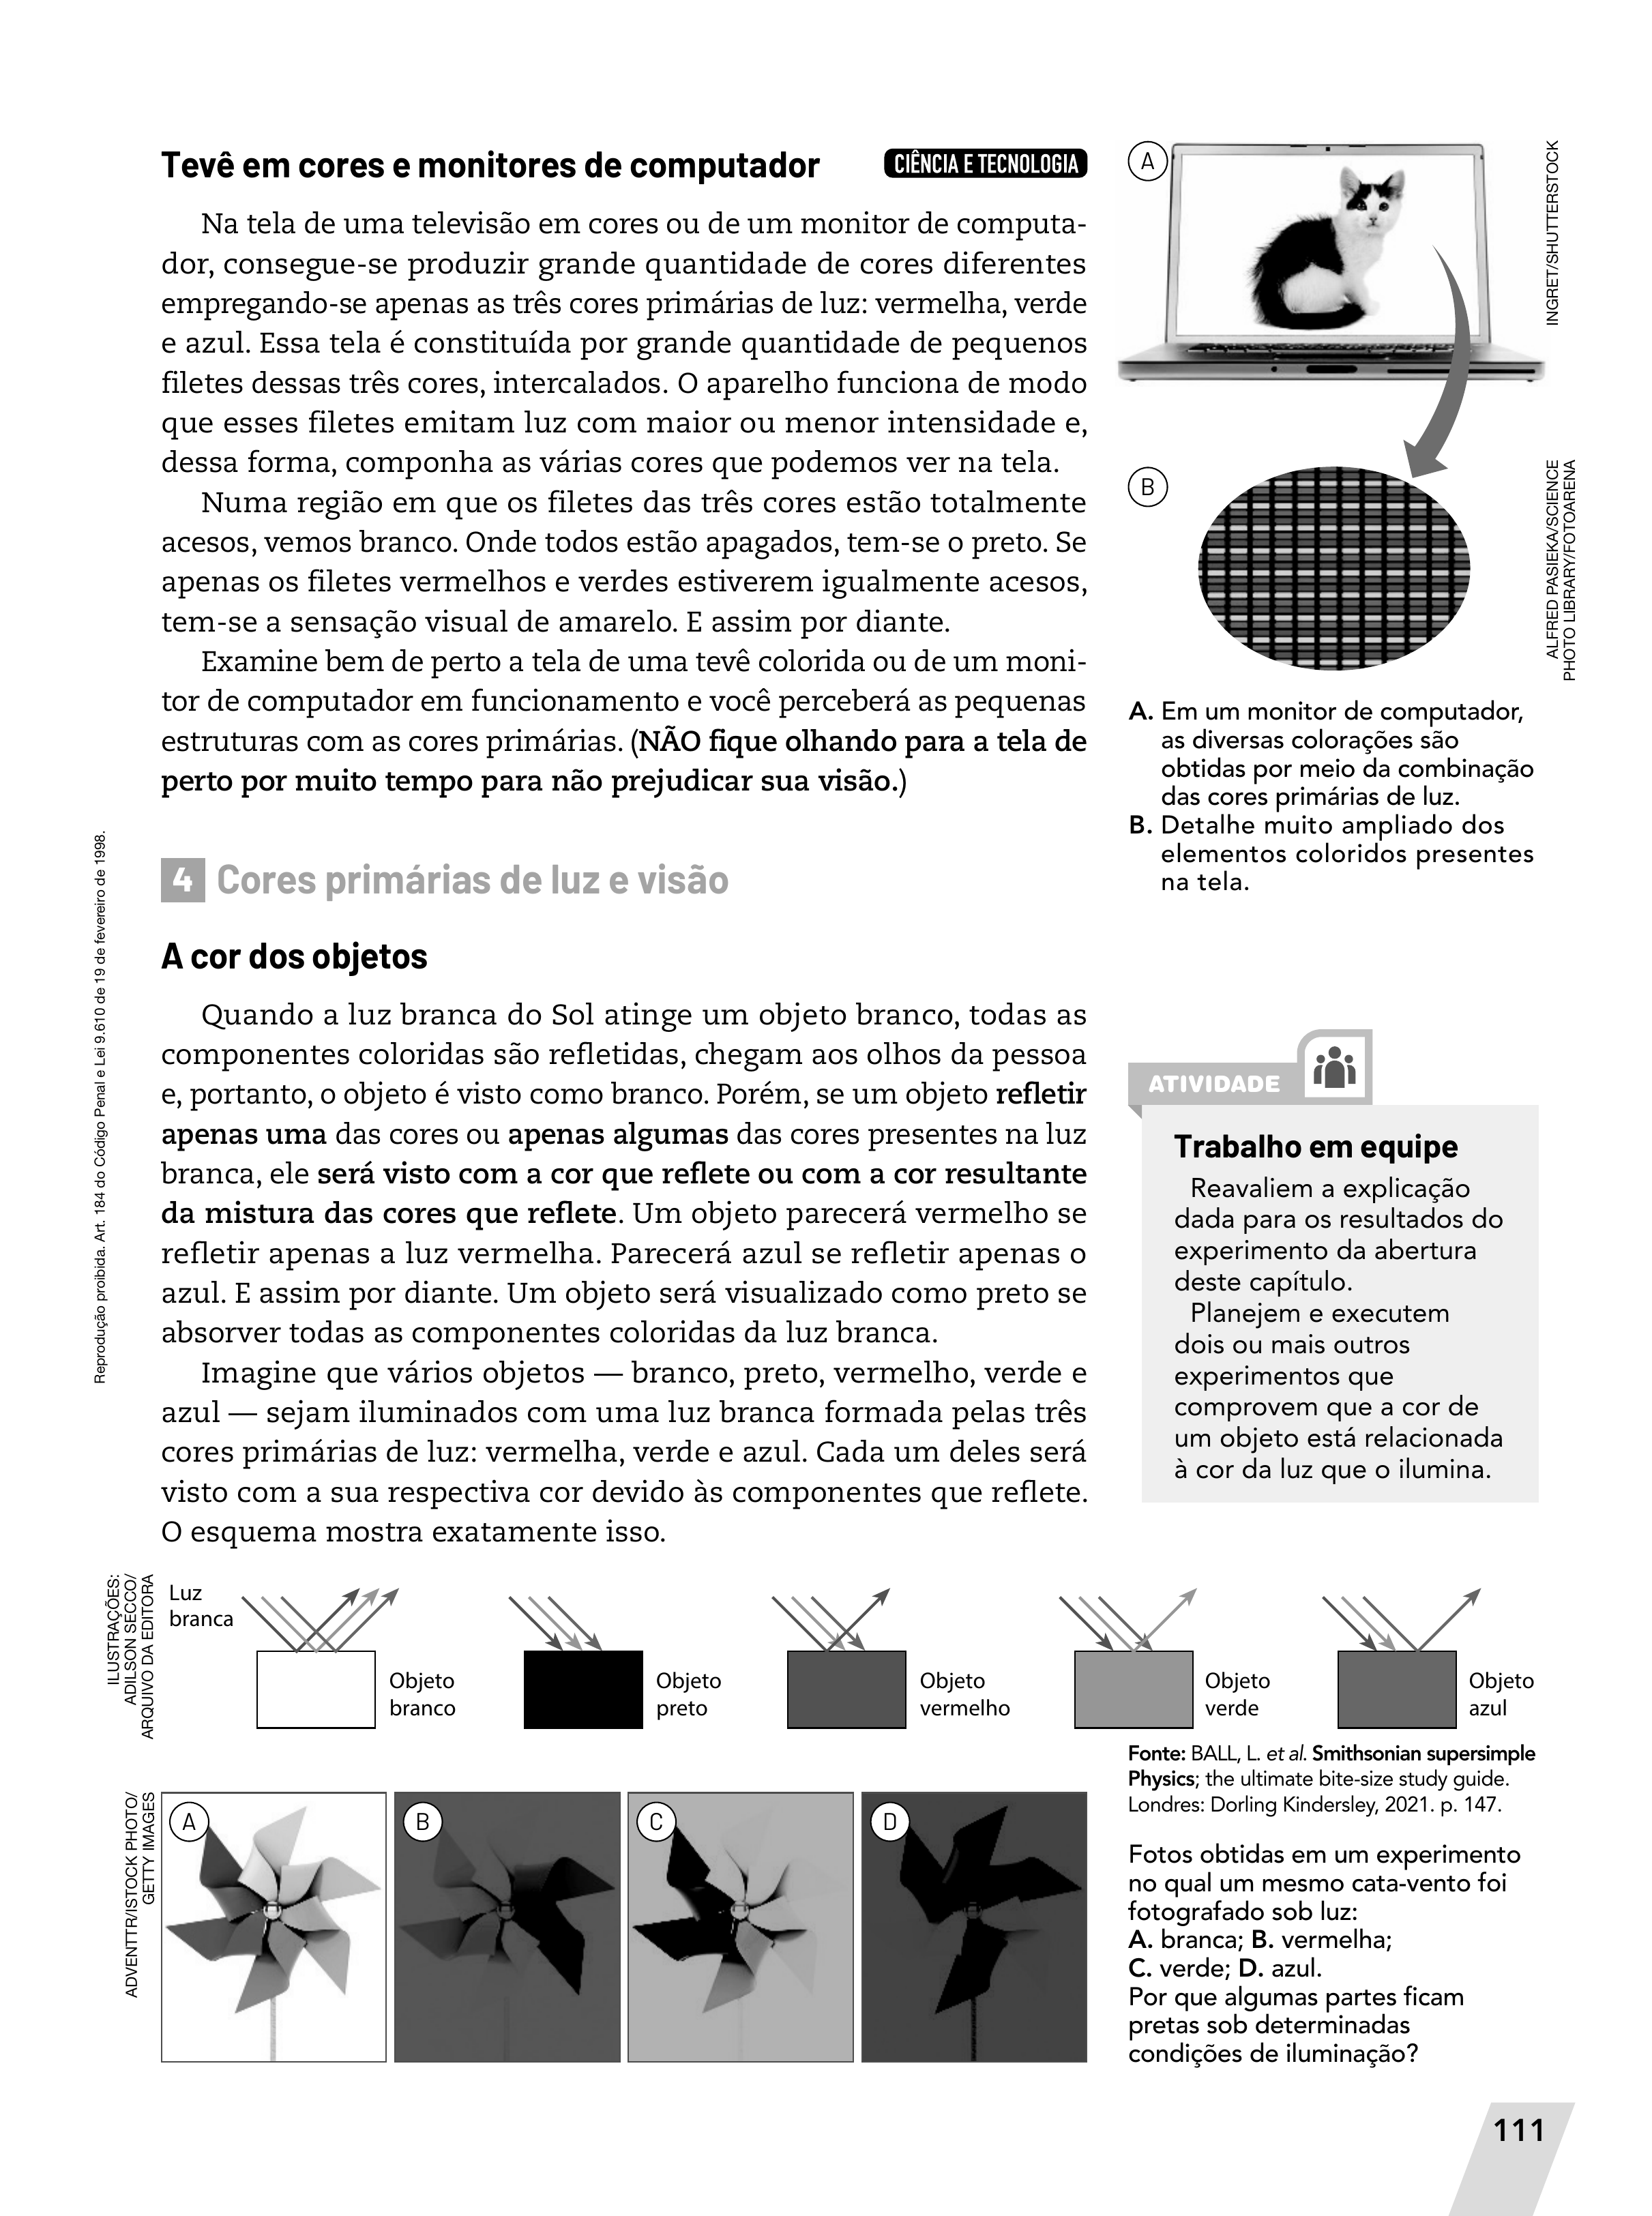 Tevê em cores e monitores de computador
CIÊNCIA E TECNOLOGIA
Na tela de uma televisão em cores ou de um monitor de computa-
dor, consegue-se produzir grande quantidade de cores diferentes
empregando-se apenas as três cores primárias de luz: vermelha, verde
e azul. Essa tela é constituída por grande quantidade de pequenos
filetes dessas três cores, intercalados. O aparelho funciona de modo
que esses filetes emitam luz com maior ou menor intensidade e,
dessa forma, componha as várias cores que podemos ver na tela.
Numa região em que os filetes das três cores estão totalmente
acesos, vemos branco. Onde todos estão apagados, tem-se o preto. Se
apenas os filetes vermelhos e verdes estiverem igualmente acesos,
tem-se a sensação visual de amarelo. E assim por diante.
Examine bem de perto a tela de uma tevê colorida ou de um moni-
tor de computador em funcionamento e você perceberá as pequenas
estruturas com as cores primárias. (NÃO fique olhando para a tela de
perto por muito tempo para não prejudicar sua visão.)
A
INGRET/SHUTTERSTOCK
B
ALFRED PASIEKA/SCIENCE
PHOTO LIBRARY/FOTOARENA
A. Em um monitor de computador,
as diversas colorações são
obtidas por meio da combinação
das cores primárias de luz.
B. Detalhe muito ampliado dos
elementos coloridos presentes
na tela.
Reprodução proibida. Art. 184 do Código Penal e Lei 9.610 de 19 de fevereiro de 1998.
4 Cores primárias de luz e visão
A cor dos objetos
Quando a luz branca do Sol atinge um objeto branco, todas as
componentes coloridas são refletidas, chegam aos olhos da pessoa
e, portanto, o objeto é visto como branco. Porém, se um objeto refletir
apenas uma das cores ou apenas algumas das cores presentes na luz
branca, ele será visto com a cor que reflete ou com a cor resultante
da mistura das cores que reflete. Um objeto parecerá vermelho se
refletir apenas a luz vermelha. Parecerá azul se refletir apenas o
azul. E assim por diante. Um objeto será visualizado como preto se
absorver todas as componentes coloridas da luz branca.
Imagine que vários objetos — branco, preto, vermelho, verde e
azul — sejam iluminados com uma luz branca formada pelas três
cores primárias de luz: vermelha, verde e azul. Cada um deles será
visto com a sua respectiva cor devido às componentes que reflete.
O esquema mostra exatamente isso.
ATIVIDADE
Trabalho em equipe
Reavaliem a explicação
dada para os resultados do
experimento da abertura
deste capítulo.
Planejem e executem
dois ou mais outros
experimentos que
comprovem que a cor de
um objeto está relacionada
à cor da luz que o ilumina.
ILUSTRAÇÕES:
ADILSON SECCO/
ARQUIVO DA EDITORA
Luz
branca
Objeto
branco
Objeto
preto
Objeto
vermelho
Objeto
verde
Objeto
azul
Fonte: BALL, L. et al. Smithsonian supersimple
Physics; the ultimate bite-size study guide.
Londres: Dorling Kindersley, 2021. p. 147.
ADVENTTR/ISTOCK PHOTO/
GETTY IMAGES
A
B
C
D
Fotos obtidas em um experimento
no qual um mesmo cata-vento foi
fotografado sob luz:
A. branca; B. vermelha;
C. verde; D. azul.
Por que algumas partes ficam
pretas sob determinadas
condições de iluminação?
111